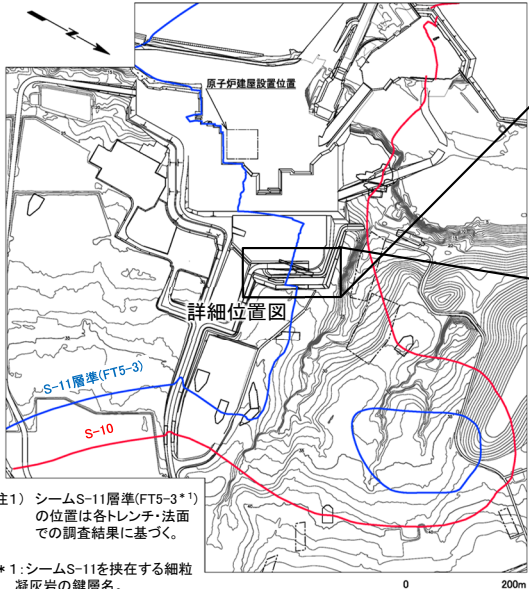 N
原子炉建屋設置位置
詳細位置図
S-11層準(FT5-3)
S-10
注1) シームS-11層準(FT5-3*1)
の位置は各トレンチ・法面
での調査結果に基づく。
*1:シームS-11を挟在する細粒
凝灰岩の鍵層名。
0 200m